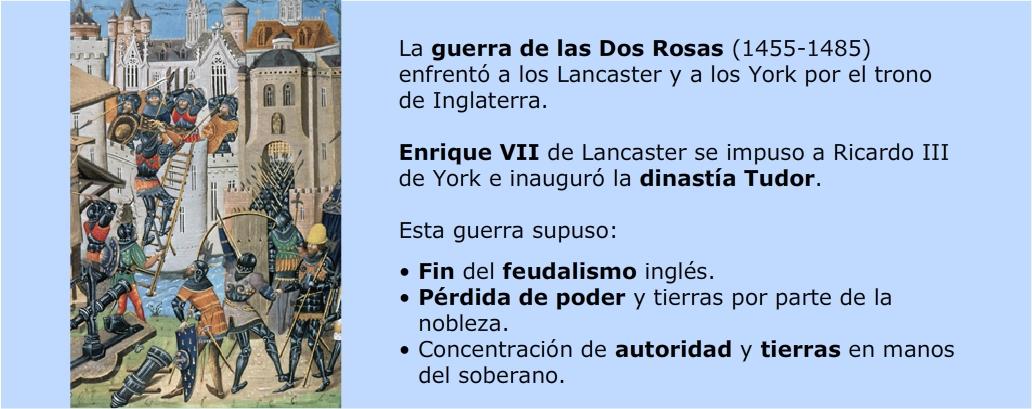 La guerra de las Dos Rosas (1455-1485)
enfrentó a los Lancaster y a los York por el trono
de Inglaterra.
Enrique VII de Lancaster se impuso a Ricardo III
de York e inauguró la dinastía Tudor.
Esta guerra supuso:
• Fin del feudalismo inglés.
• Pérdida de poder y tierras por parte de la
nobleza.
• Concentración de autoridad y tierras en manos
del soberano.